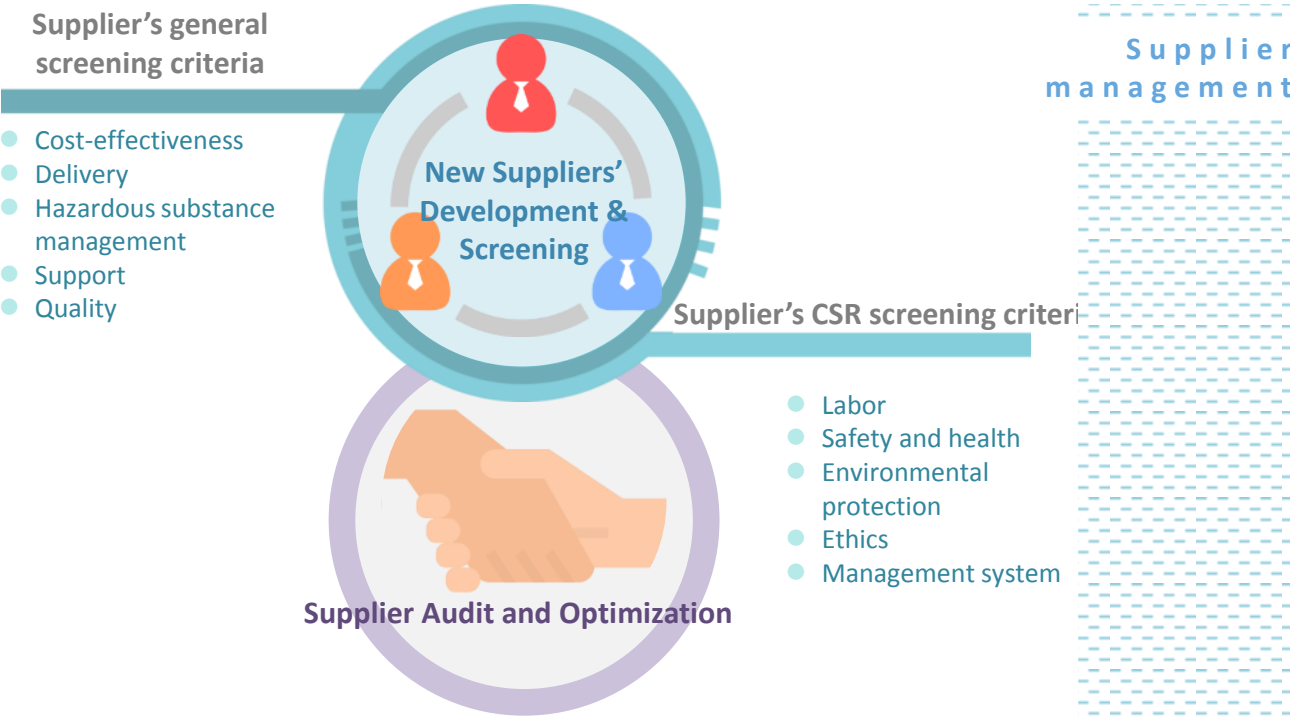 Supplier's general
screening criteria
Cost-effectiveness
Delivery
Hazardous substance
management
Support
Quality
New Suppliers'
Development &
Screening
Supplier
management
Supplier's CSR screening criteri
Labor
Safety and health
Environmental
protection
Ethics
Management system
Supplier Audit and Optimization